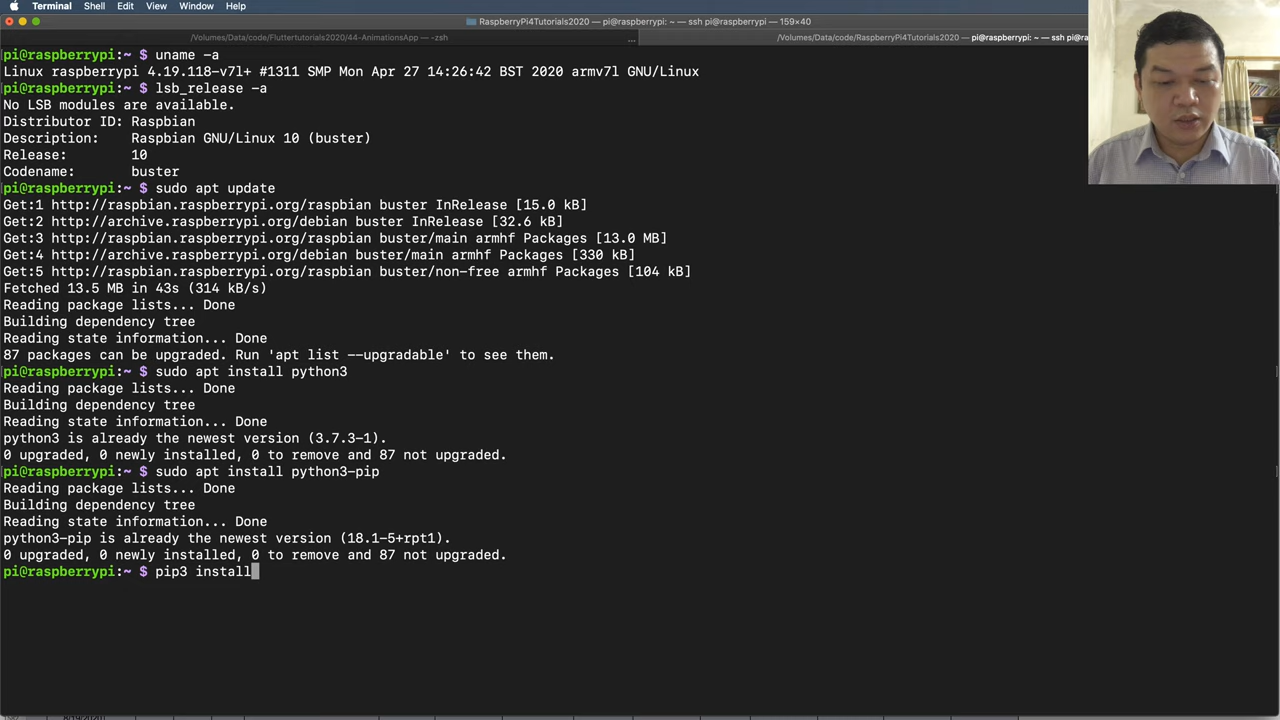 Terminal Shell Edit View Window Help
RaspberryPi4Tutorials2020 — pi@raspberrypi: ~ — ssh pi@raspberrypi — 159×40
/Volumes/Data/code/Fluttertutorials2020/44-AnimationsApp — -zsh ... /Volumes/Data/code/RaspberryPi4Tutorials2020 — pi@raspberrypi: ~ — ssh pi@raspberrypi
pi@raspberrypi:~ $ uname -a
Linux raspberrypi 4.19.118-v7l+ #1311 SMP Mon Apr 27 14:26:42 BST 2020 armv7l GNU/Linux
pi@raspberrypi:~ $ lsb_release -a
No LSB modules are available.
Distributor ID: Raspbian
Description:    Raspbian GNU/Linux 10 (buster)
Release:        10
Codename:       buster
pi@raspberrypi:~ $ sudo apt update
Get:1 http://raspbian.raspberrypi.org/raspbian buster InRelease [15.0 kB]
Get:2 http://archive.raspberrypi.org/debian buster InRelease [32.6 kB]
Get:3 http://raspbian.raspberrypi.org/raspbian buster/main armhf Packages [13.0 MB]
Get:4 http://archive.raspberrypi.org/debian buster/main armhf Packages [330 kB]
Get:5 http://raspbian.raspberrypi.org/raspbian buster/non-free armhf Packages [104 kB]
Fetched 13.5 MB in 43s (314 kB/s)
Reading package lists... Done
Building dependency tree
Reading state information... Done
87 packages can be upgraded. Run 'apt list --upgradable' to see them.
pi@raspberrypi:~ $ sudo apt install python3
Reading package lists... Done
Building dependency tree
Reading state information... Done
python3 is already the newest version (3.7.3-1).
0 upgraded, 0 newly installed, 0 to remove and 87 not upgraded.
pi@raspberrypi:~ $ sudo apt install python3-pip
Reading package lists... Done
Building dependency tree
Reading state information... Done
python3-pip is already the newest version (18.1-5+rpt1).
0 upgraded, 0 newly installed, 0 to remove and 87 not upgraded.
pi@raspberrypi:~ $ pip3 install